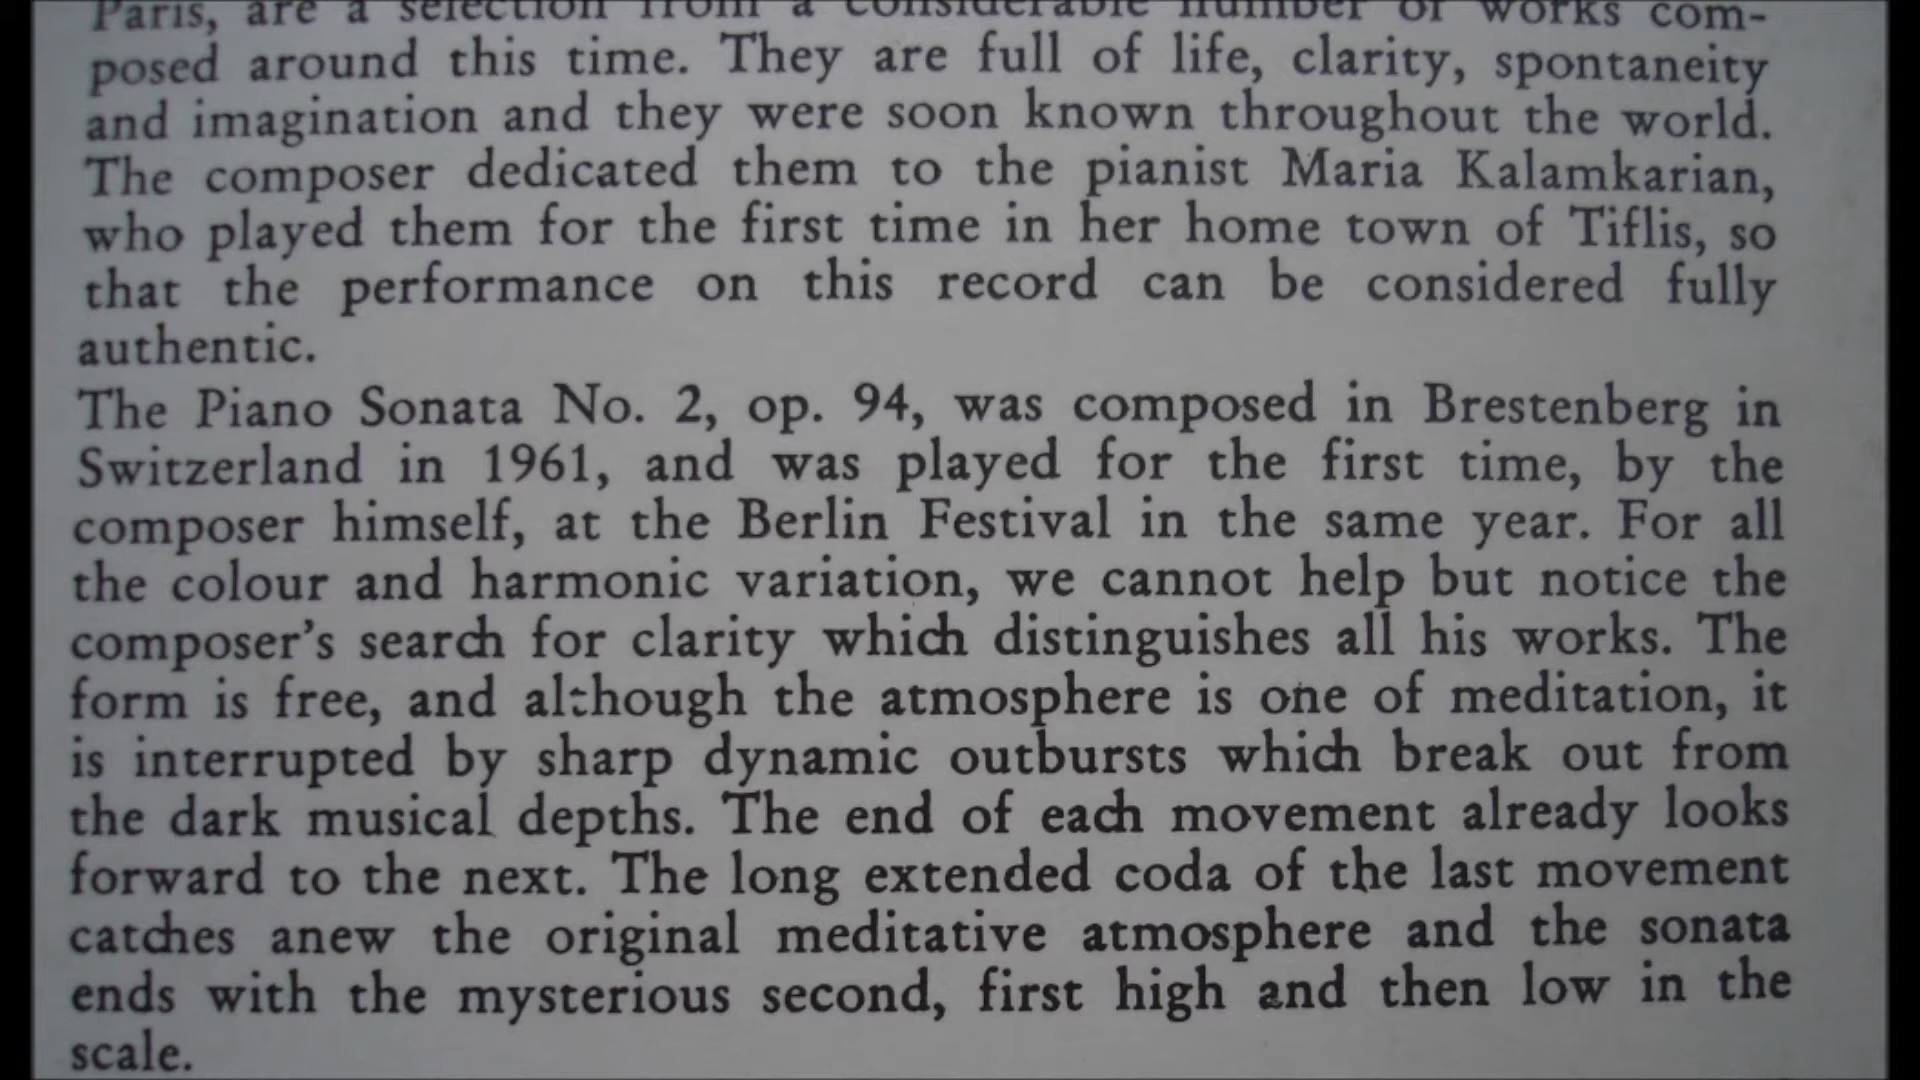 Paris, are a selection from a considerable number of works com-
posed around this time. They are full of life, clarity, spontaneity
and imagination and they were soon known throughout the world.
The composer dedicated them to the pianist Maria Kalamkarian,
who played them for the first time in her home town of Tiflis, so
that the performance on this record can be considered fully
authentic.
The Piano Sonata No. 2, op. 94, was composed in Brestenberg in
Switzerland in 1961, and was played for the first time, by the
composer himself, at the Berlin Festival in the same year. For all
the colour and harmonic variation, we cannot help but notice the
composer's search for clarity which distinguishes all his works. The
form is free, and although the atmosphere is one of meditation, it
is interrupted by sharp dynamic outbursts which break out from
the dark musical depths. The end of each movement already looks
forward to the next. The long extended coda of the last movement
catches anew the original meditative atmosphere and the sonata
ends with the mysterious second, first high and then low in the
scale.